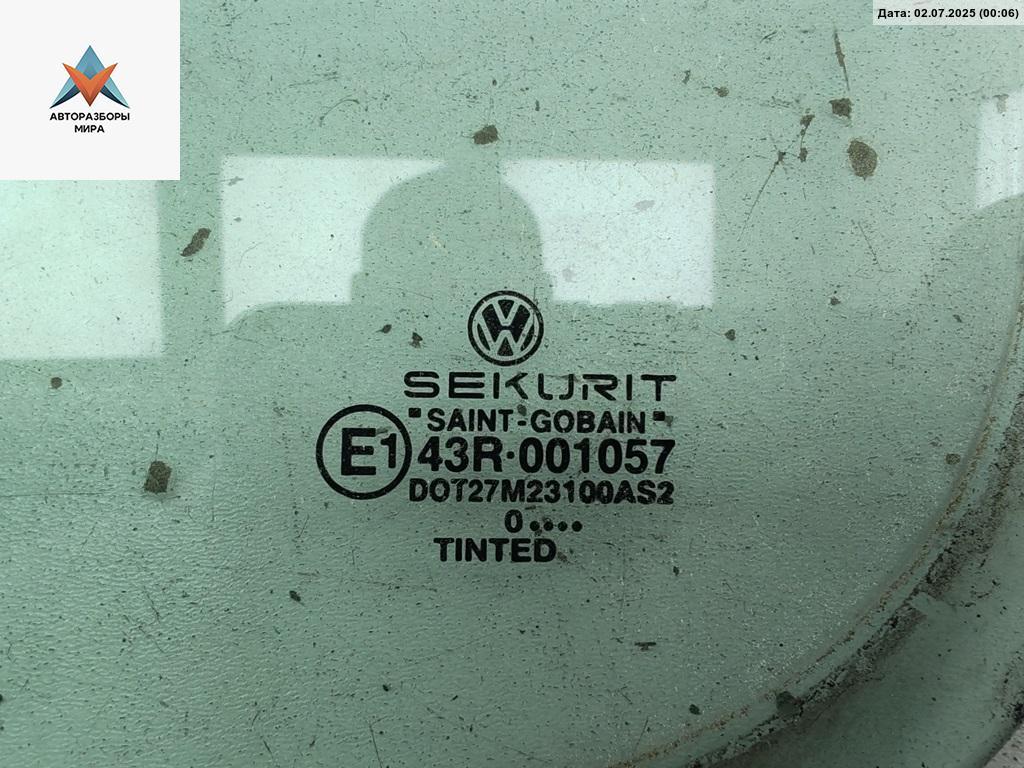 Дата: 02.07.2025 (00:06)
АВТОРАЗБОРЫ
МИРА
SEKURIT
"SAINT-GOBAIN"
E1 43R·001057
DOT27M23100AS2
0••••
TINTED